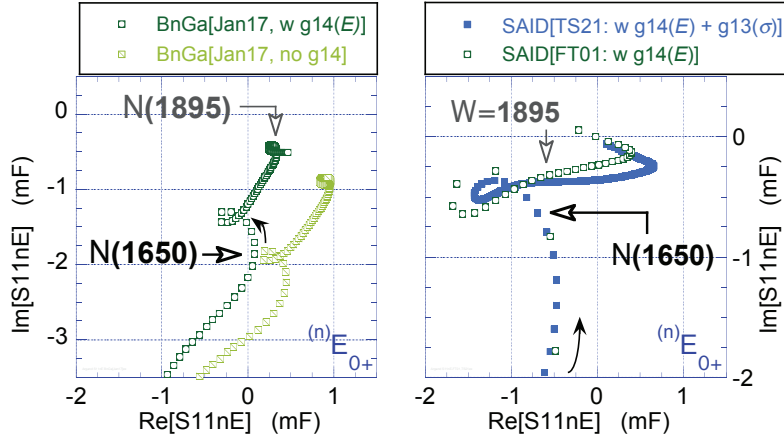 BnGa[Jan17, w g14(E)]
BnGa[Jan17, no g14]
SAID[TS21: w g14(E) + g13(σ)]
SAID[FT01: w g14(E)]
Im[S11nE] (mF)
0
-1
-2
-3
N(1895)
N(1650)
(n)E0+
-2 -1 0 1 2
Re[S11nE] (mF)
Im[S11nE] (mF)
W=1895
N(1650)
(n)E0+
0
-1
-2
-2 -1 0 1 2
Re[S11nE] (mF)